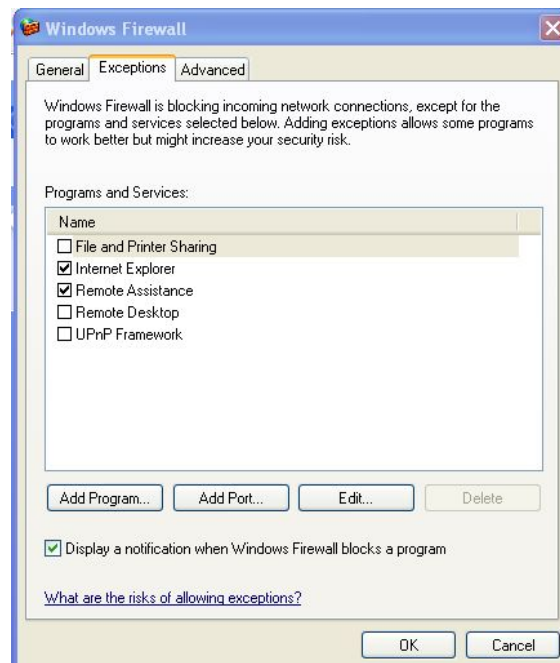 Windows Firewall
General Exceptions Advanced
Windows Firewall is blocking incoming network connections, except for the
programs and services selected below. Adding exceptions allows some programs
to work better but might increase your security risk.
Programs and Services:
Name
File and Printer Sharing
Internet Explorer
Remote Assistance
Remote Desktop
UPnP Framework
Add Program... Add Port... Edit... Delete
Display a notification when Windows Firewall blocks a program
What are the risks of allowing exceptions?
OK Cancel